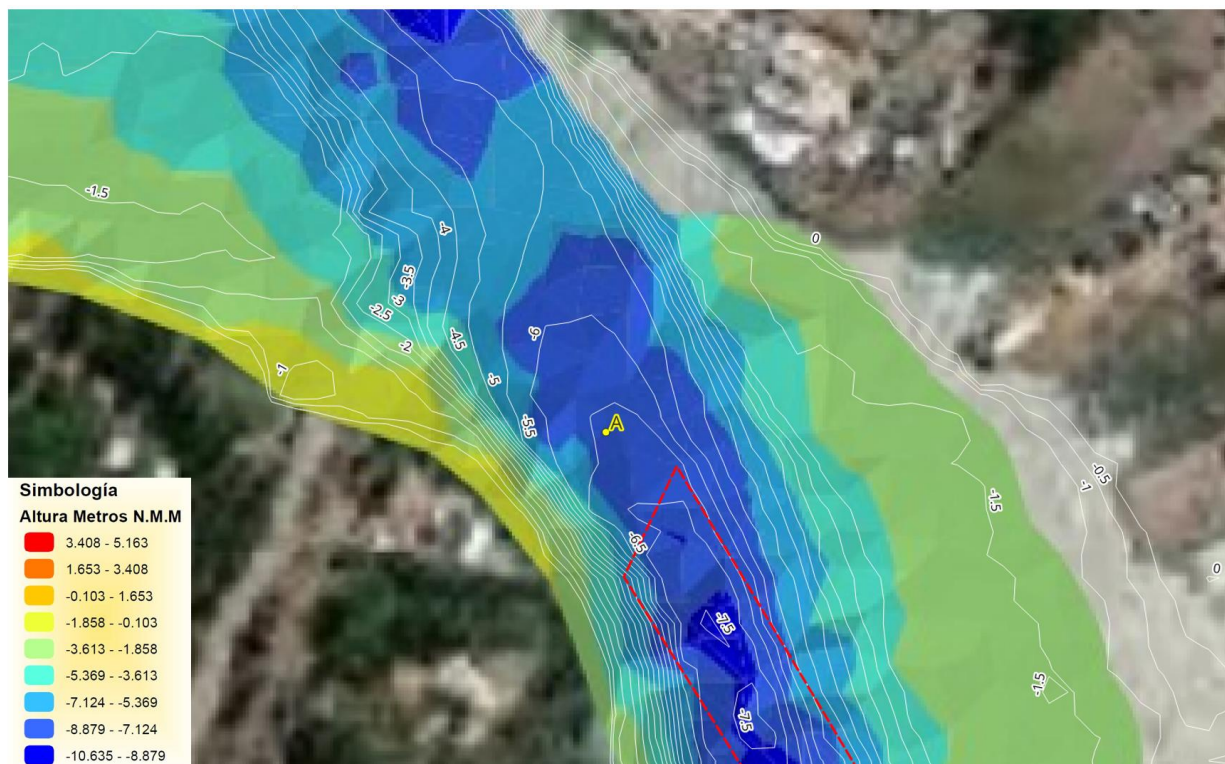 0
-1.5
-4
-3.5
-3
-2.5
-2
-4.5
-6
-1
-5
-5.5
A
-0.5
-1
-1.5
-6.5
0
-7.5
-1.5
-7.5
Simbología
Altura Metros N.M.M
3.408 - 5.163
1.653 - 3.408
-0.103 - 1.653
-1.858 - -0.103
-3.613 - -1.858
-5.369 - -3.613
-7.124 - -5.369
-8.879 - -7.124
-10.635 - -8.879